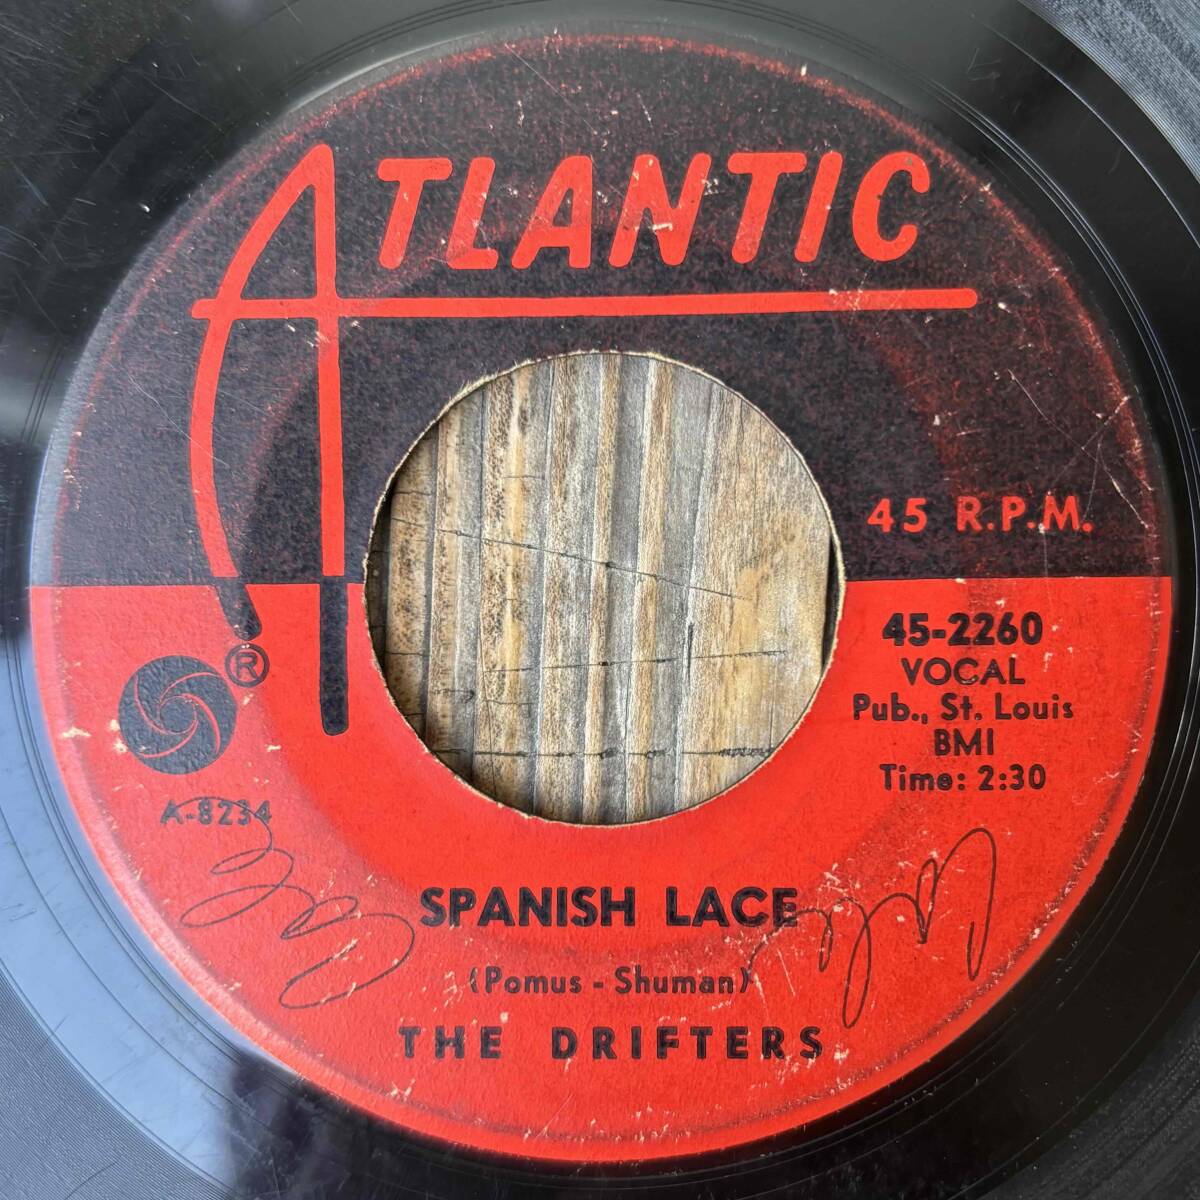 ATLANTIC
45 R.P.M.
45-2260
VOCAL
Pub., St. Louis
BMI
Time: 2:30
®
A-8234
SPANISH LACE
(Pomus - Shuman)
THE DRIFTERS